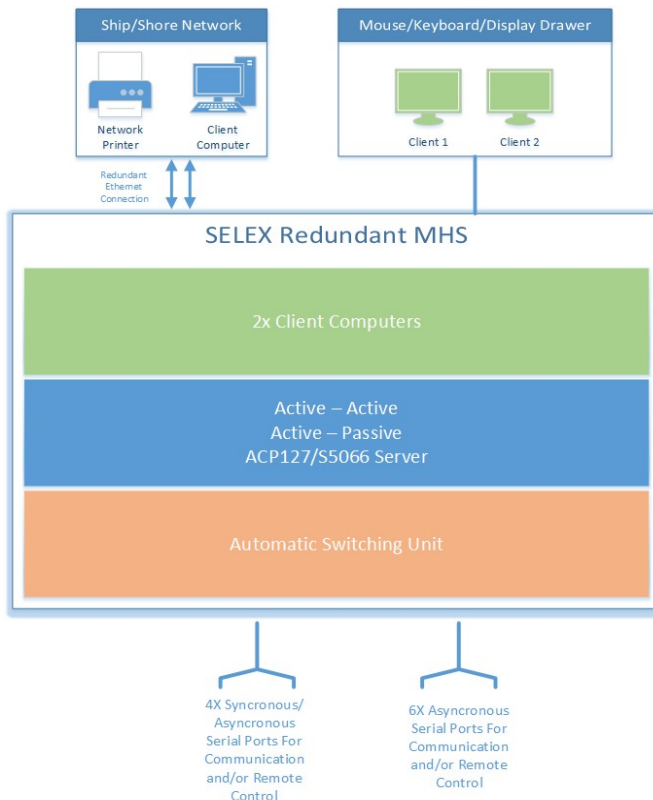 Ship/Shore Network
Mouse/Keyboard/Display Drawer
Network
Printer
Client
Computer
Client 1
Client 2
Redundant
Ethernet
Connection
SELEX Redundant MHS
2x Client Computers
Active – Active
Active – Passive
ACP127/S5066 Server
Automatic Switching Unit
4X Syncronous/
Asyncronous
Serial Ports For
Communication
and/or Remote
Control
6X Asyncronous
Serial Ports For
Communication
and/or Remote
Control